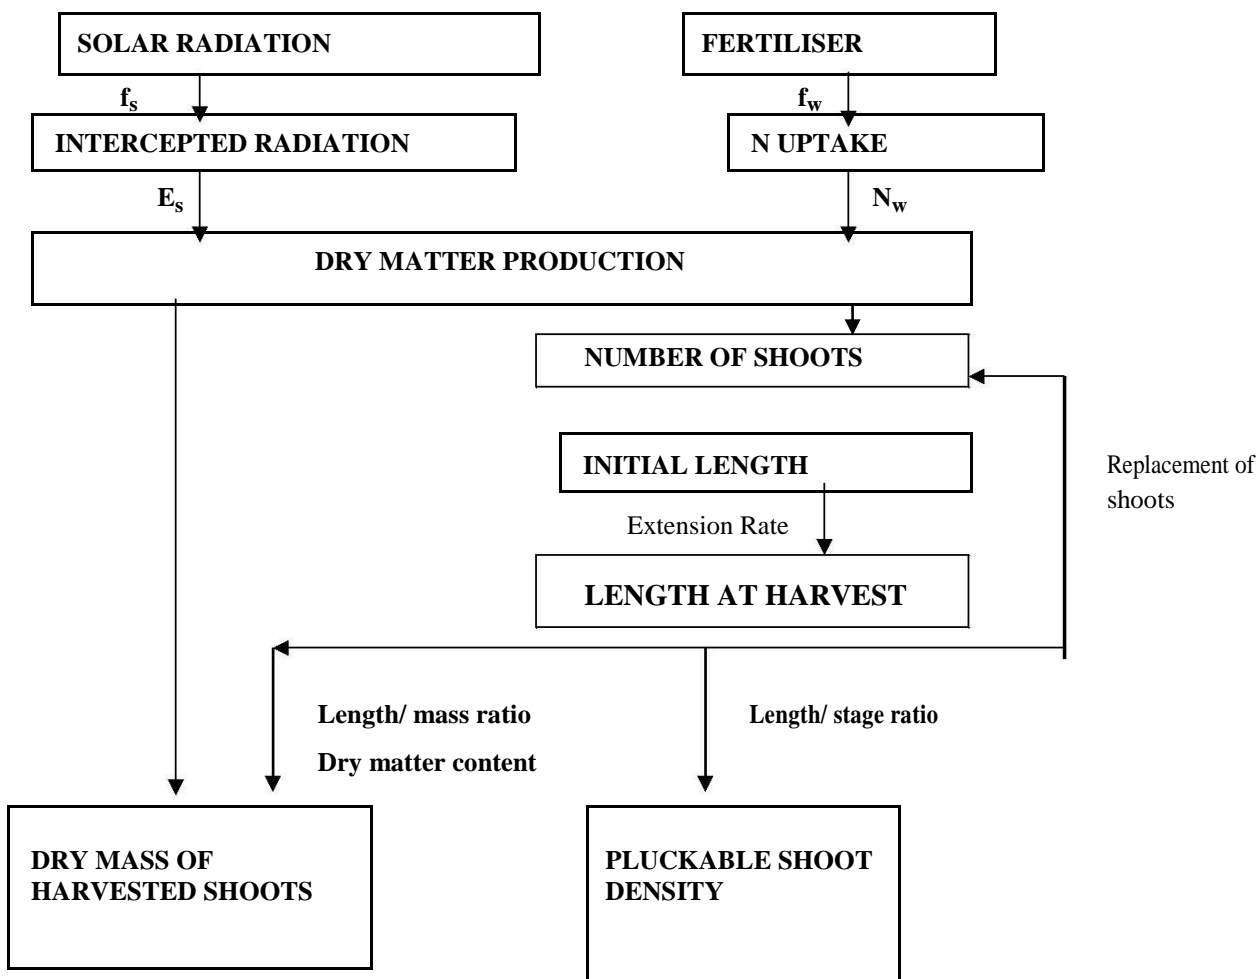 SOLAR RADIATION
FERTILISER
fs
fw
INTERCEPTED RADIATION
N UPTAKE
Es
Nw
DRY MATTER PRODUCTION
NUMBER OF SHOOTS
INITIAL LENGTH
Replacement of
shoots
Extension Rate
LENGTH AT HARVEST
Length/ mass ratio
Dry matter content
Length/ stage ratio
DRY MASS OF
HARVESTED SHOOTS
PLUCKABLE SHOOT
DENSITY